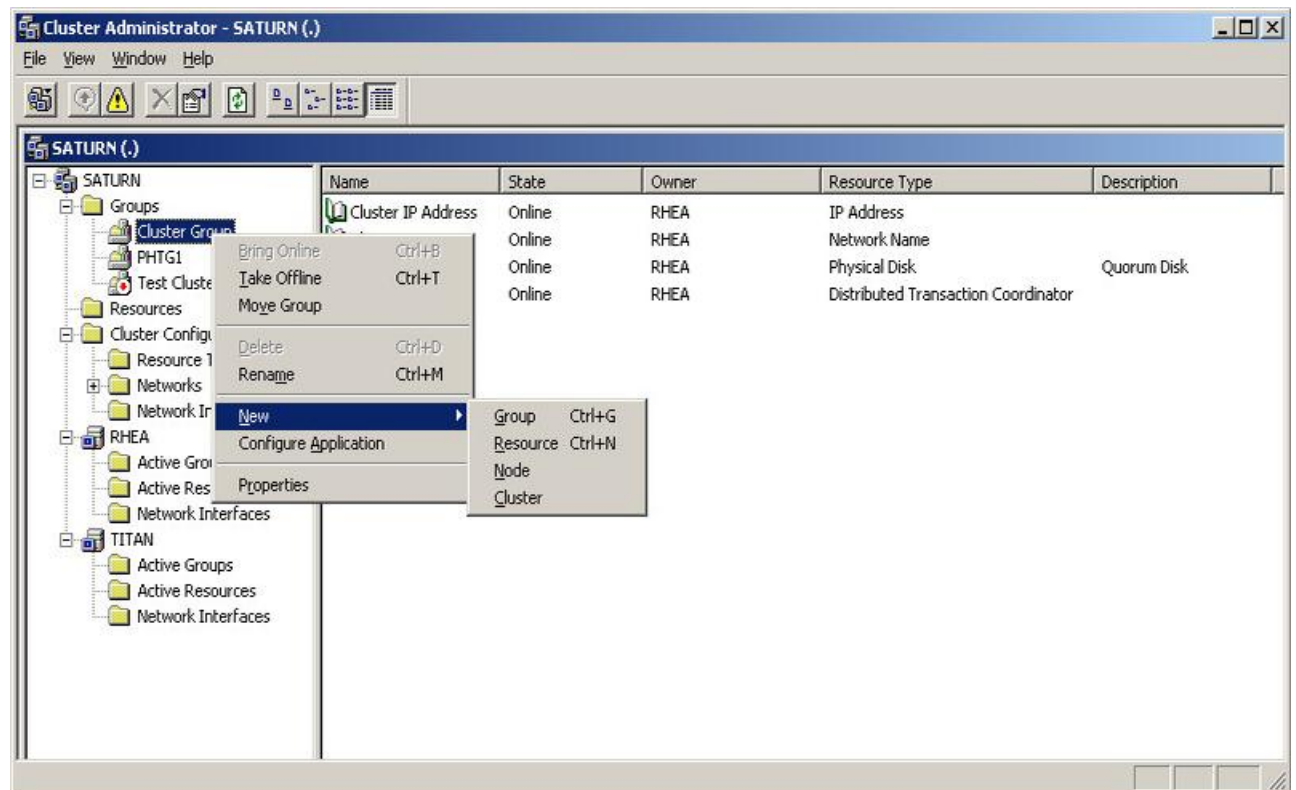 Cluster Administrator - SATURN (.)
File View Window Help
SATURN (.)
SATURN
Groups
Cluster Group
PHTG1
Test Cluste
Resources
Cluster Configu
Resource T
Networks
Network In
RHEA
Active Grou
Active Res
Network Interfaces
TITAN
Active Groups
Active Resources
Network Interfaces
Name State Owner Resource Type Description
Cluster IP Address Online RHEA IP Address
Online RHEA Network Name
Online RHEA Physical Disk Quorum Disk
Online RHEA Distributed Transaction Coordinator
Bring Online Ctrl+B
Take Offline Ctrl+T
Move Group
Delete Ctrl+D
Rename Ctrl+M
New
Configure Application
Properties
Group Ctrl+G
Resource Ctrl+N
Node
Cluster